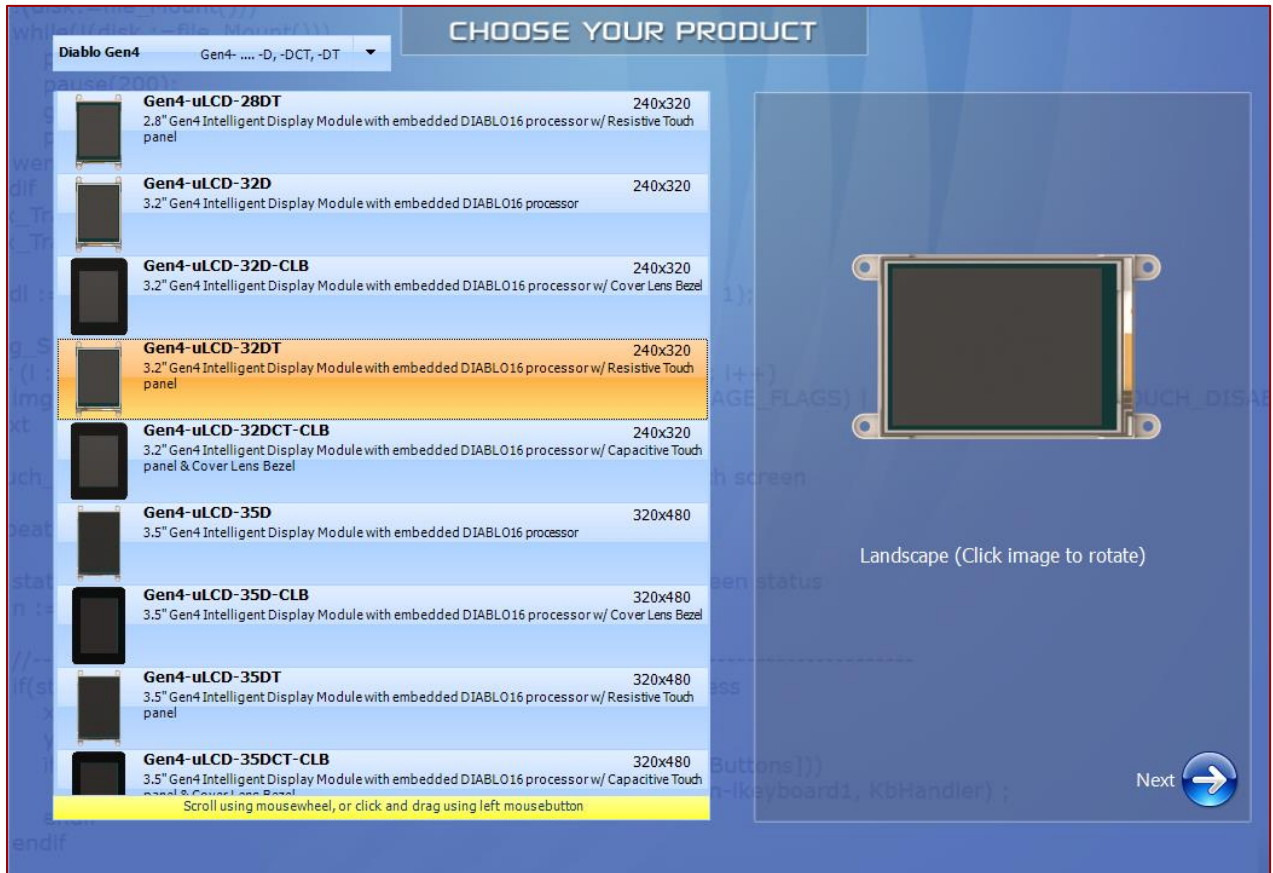 CHOOSE YOUR PRODUCT
Diablo Gen4 Gen4- .... -D, -DCT, -DT
pause(200);
Gen4-uLCD-28DT 240x320
2.8" Gen4 Intelligent Display Module with embedded DIABLO16 processor w/ Resistive Touch
panel
Gen4-uLCD-32D 240x320
3.2" Gen4 Intelligent Display Module with embedded DIABLO16 processor
Gen4-uLCD-32D-CLB 240x320
3.2" Gen4 Intelligent Display Module with embedded DIABLO16 processor w/ Cover Lens Bezel
Gen4-uLCD-32DT 240x320
3.2" Gen4 Intelligent Display Module with embedded DIABLO16 processor w/ Resistive Touch
panel
Gen4-uLCD-32DCT-CLB 240x320
3.2" Gen4 Intelligent Display Module with embedded DIABLO16 processor w/ Capacitive Touch
panel & Cover Lens Bezel
Gen4-uLCD-35D 320x480
3.5" Gen4 Intelligent Display Module with embedded DIABLO16 processor
Gen4-uLCD-35D-CLB 320x480
3.5" Gen4 Intelligent Display Module with embedded DIABLO16 processor w/ Cover Lens Bezel
Gen4-uLCD-35DT 320x480
3.5" Gen4 Intelligent Display Module with embedded DIABLO16 processor w/ Resistive Touch
panel
Gen4-uLCD-35DCT-CLB 320x480
3.5" Gen4 Intelligent Display Module with embedded DIABLO16 processor w/ Capacitive Touch
panel & Cover Lens Bezel
Scroll using mousewheel, or click and drag using left mousebutton
Landscape (Click image to rotate)
Next
endif